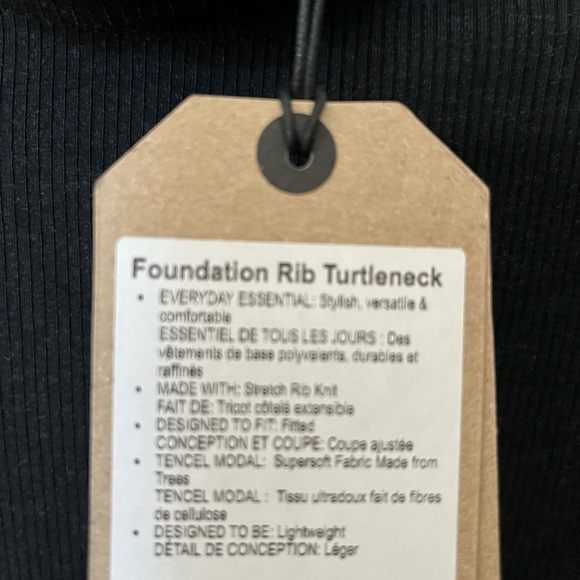 Foundation Rib Turtleneck
• EVERYDAY ESSENTIAL: Stylish, versatile &
comfortable
ESSENTIEL DE TOUS LES JOURS : Des
vêtements de base polyvalents, durables et
raffinés
• MADE WITH: Stretch Rib Knit
FAIT DE: Tricot côtelé extensible
• DESIGNED TO FIT: Fitted
CONCEPTION ET COUPE: Coupe ajustée
• TENCEL MODAL: Supersoft Fabric Made from
Trees
TENCEL MODAL : Tissu ultradoux fait de fibres
de cellulose
• DESIGNED TO BE: Lightweight
DÉTAIL DE CONCEPTION: Léger